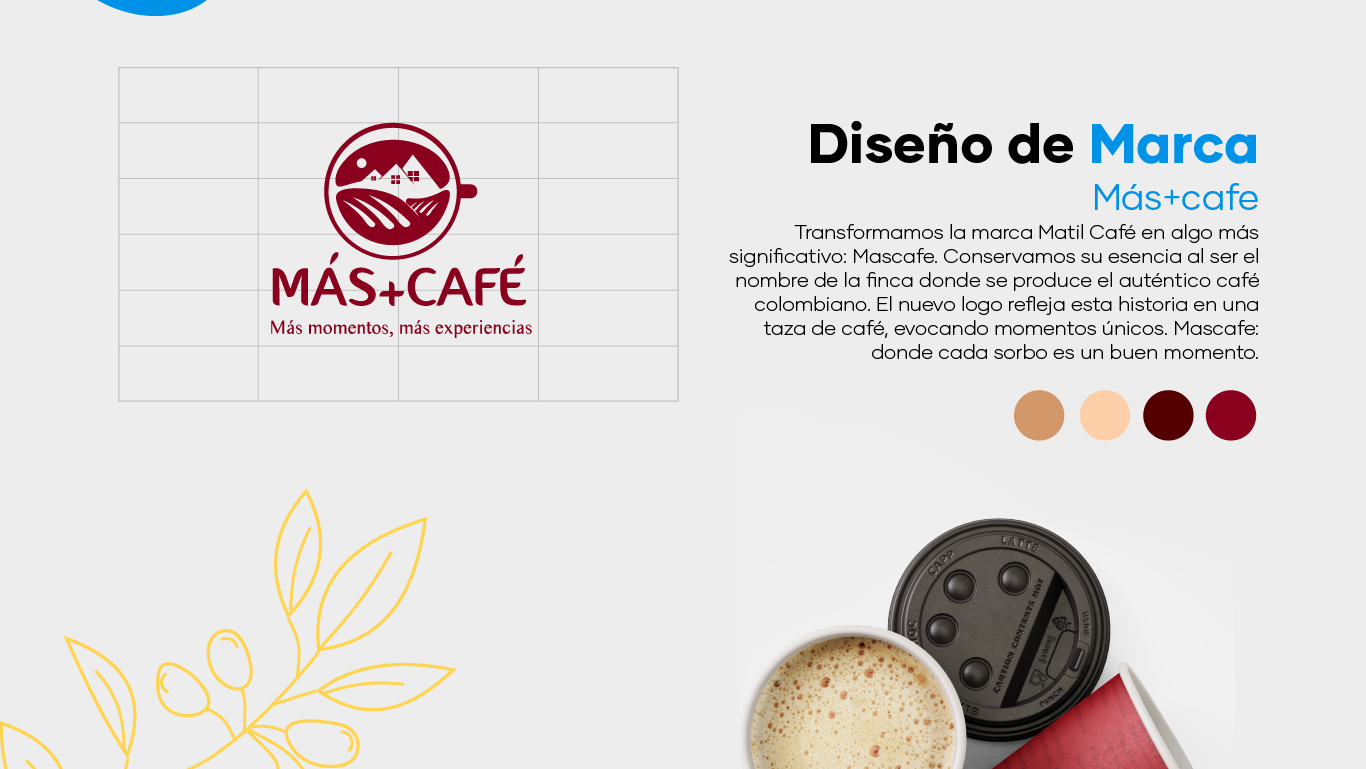 MÁS+CAFÉ
Más momentos, más experiencias
Diseño de Marca
Más+cafe
Transformamos la marca Matil Café en algo más
significativo: Mascafe. Conservamos su esencia al ser el
nombre de la finca donde se produce el auténtico café
colombiano. El nuevo logo refleja esta historia en una
taza de café, evocando momentos únicos. Mascafe:
donde cada sorbo es un buen momento.
CAPP
LATTE
CAUTION CONTENTS HOT
PINCH